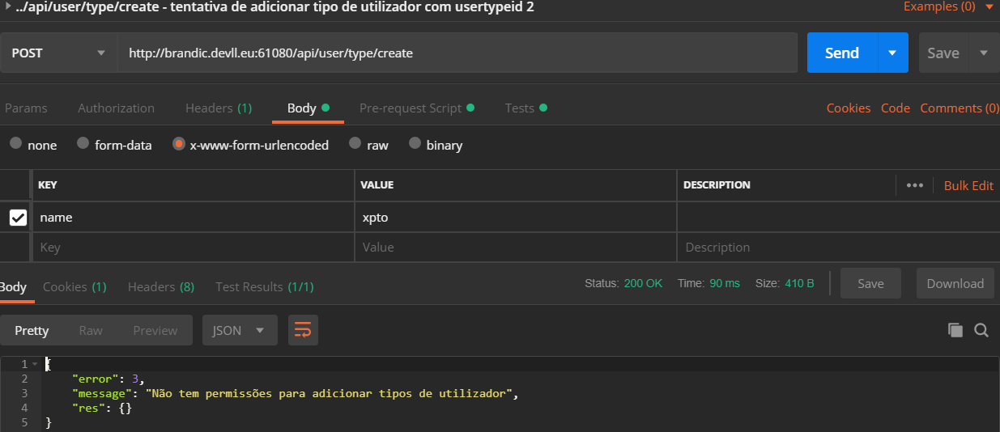 ../api/user/type/create - tentativa de adicionar tipo de utilizador com usertypeid 2 Examples (0)
POST http://brandic.devll.eu:61080/api/user/type/create Send Save
Params Authorization Headers (1) Body Pre-request Script Tests Cookies Code Comments (0)
none form-data x-www-form-urlencoded raw binary
KEY VALUE DESCRIPTION ••• Bulk Edit
name xpto
Key Value Description
Body Cookies (1) Headers (8) Test Results (1/1) Status: 200 OK Time: 90 ms Size: 410 B Save Download
Pretty Raw Preview JSON
1 {
2 "error": 3,
3 "message": "Não tem permissões para adicionar tipos de utilizador",
4 "res": {}
5 }